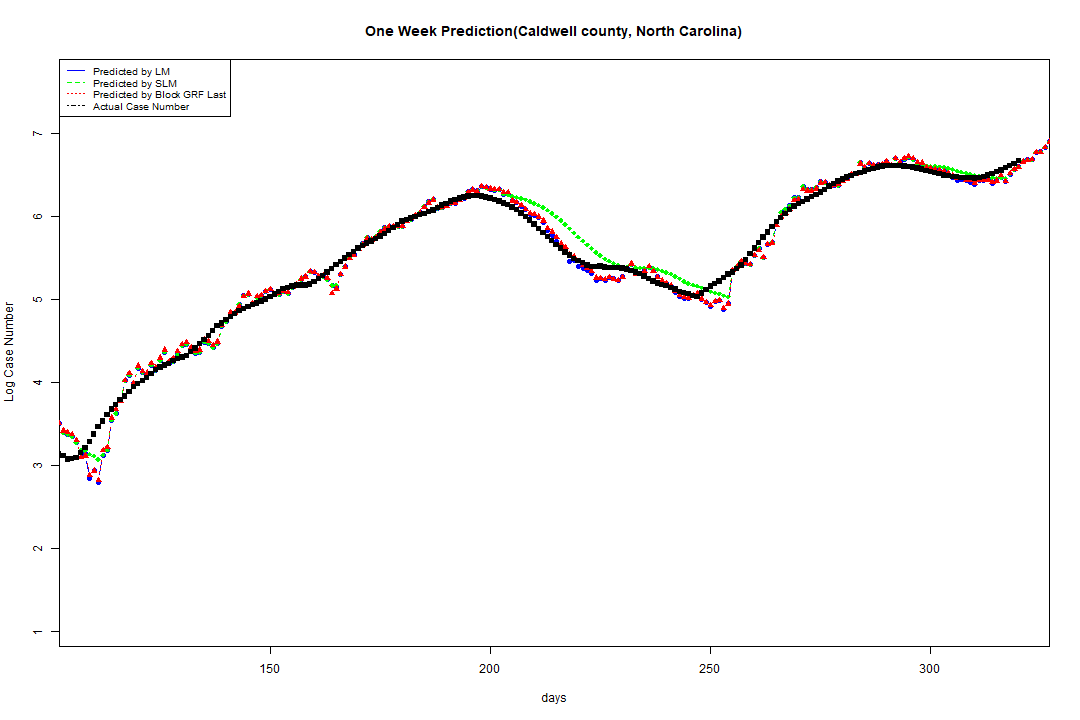 One Week Prediction(Caldwell county, North Carolina)
Predicted by LM
Predicted by SLM
Predicted by Block GRF Last
Actual Case Number
7
6
5
4
3
2
1
Log Case Number
150
200
250
300
days